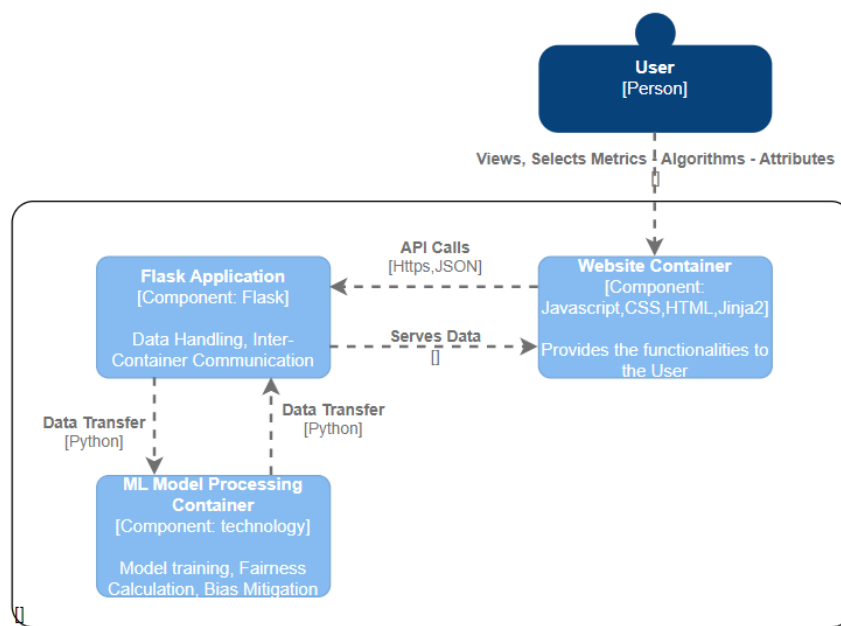 User
[Person]
Views, Selects Metrics - Algorithms - Attributes
[]
API Calls
[Https,JSON]
Flask Application
[Component: Flask]
Data Handling, Inter-
Container Communication
Website Container
[Component:
Javascript,CSS,HTML,Jinja2]
Provides the functionalities to
the User
Serves Data
[]
Data Transfer
[Python]
Data Transfer
[Python]
ML Model Processing
Container
[Component: technology]
Model training, Fairness
Calculation, Bias Mitigation
[]